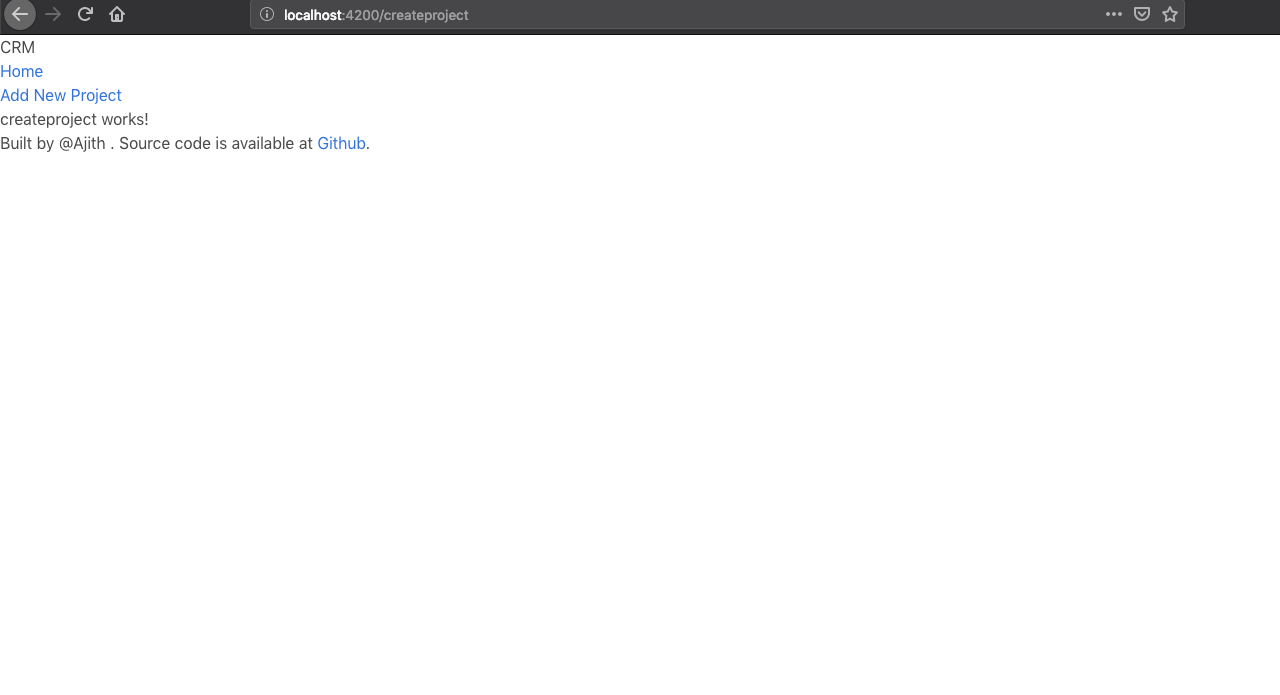 localhost:4200/createproject
CRM
Home
Add New Project
createproject works!
Built by @Ajith . Source code is available at Github.